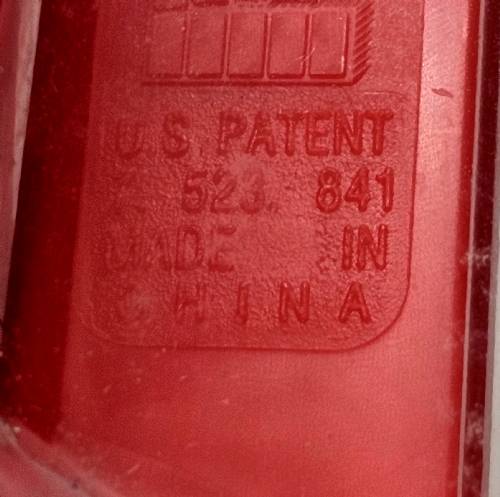 U.S. PATENT
523, 841
MADE IN
CHINA